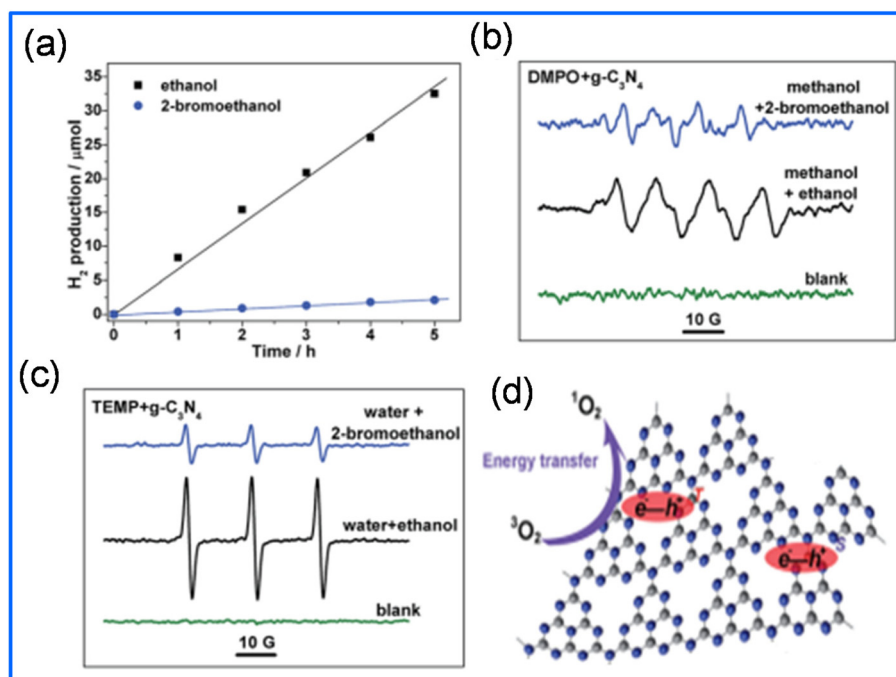 (a)
35
30
25
20
15
10
5
0
H₂ production / μmol
ethanol
2-bromoethanol
0 1 2 3 4 5
Time / h
(b)
DMPO+g-C₃N₄
methanol
+2-bromoethanol
methanol
+ ethanol
blank
10 G
(c)
TEMP+g-C₃N₄
water +
2-bromoethanol
water+ethanol
blank
10 G
(d)
¹O₂
Energy transfer
³O₂
e⁻—h⁺
T
e⁻—h⁺
S